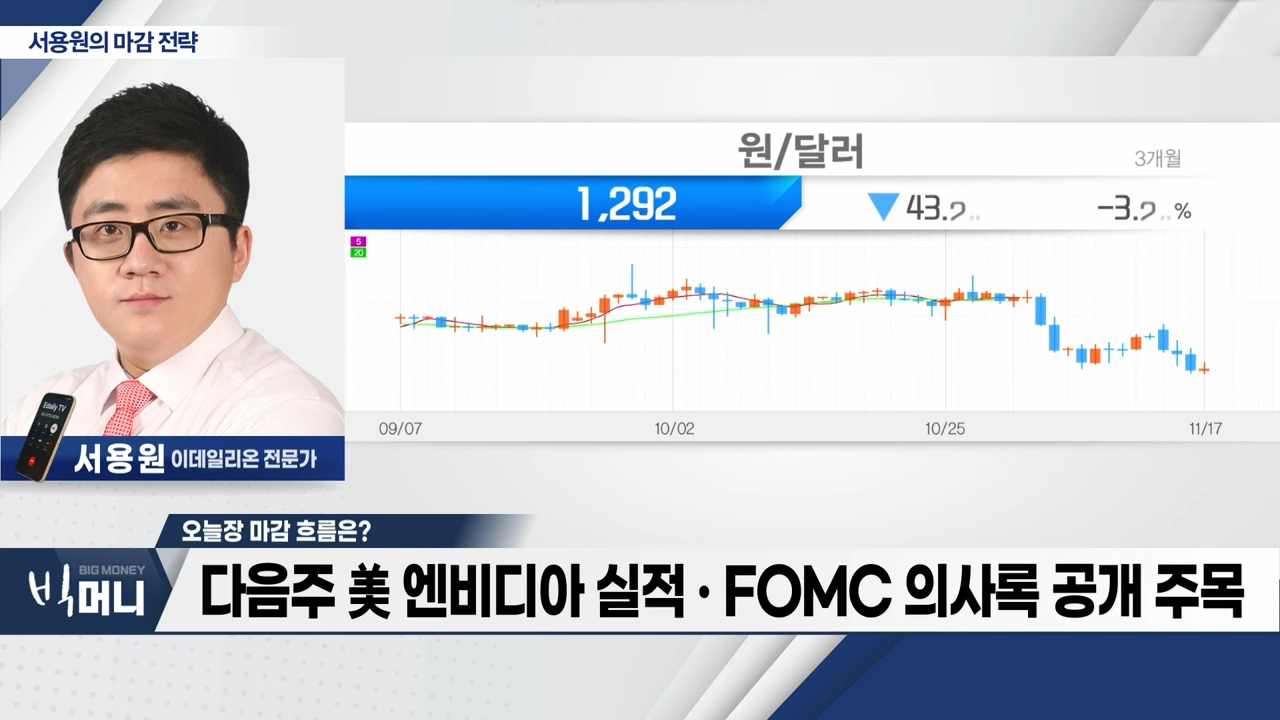 서용원의 마감 전략
원/달러
3개월
1,292
▼ 43.2
-3.2 %
5
20
09/07 10/02 10/25 11/17
Edaily TV
서용원 이데일리온 전문가
오늘장 마감 흐름은?
BIG MONEY
빅머니
다음주 美 엔비디아 실적·FOMC 의사록 공개 주목